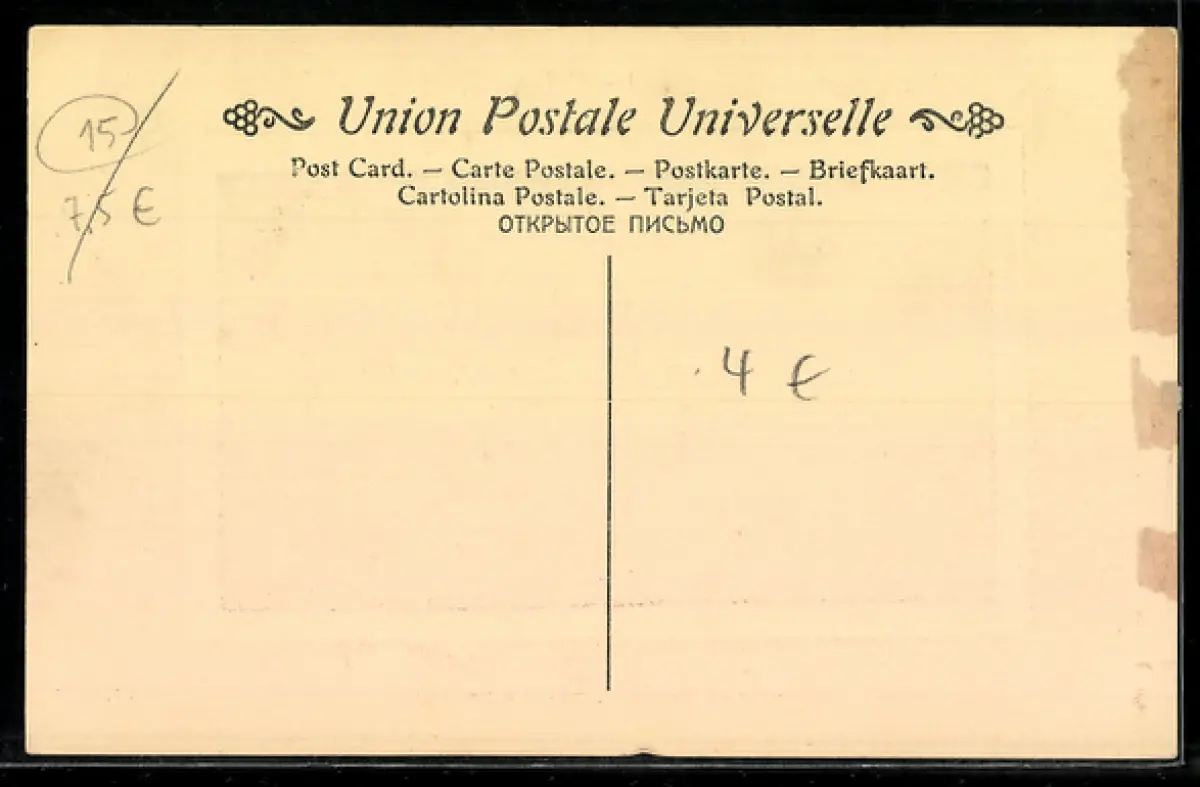 Union Postale Universelle
Post Card. — Carte Postale. — Postkarte. — Briefkaart.
Cartolina Postale. — Tarjeta Postal.
ОТКРЫТОЕ ПИСЬМО
15
7,5 €
4 €